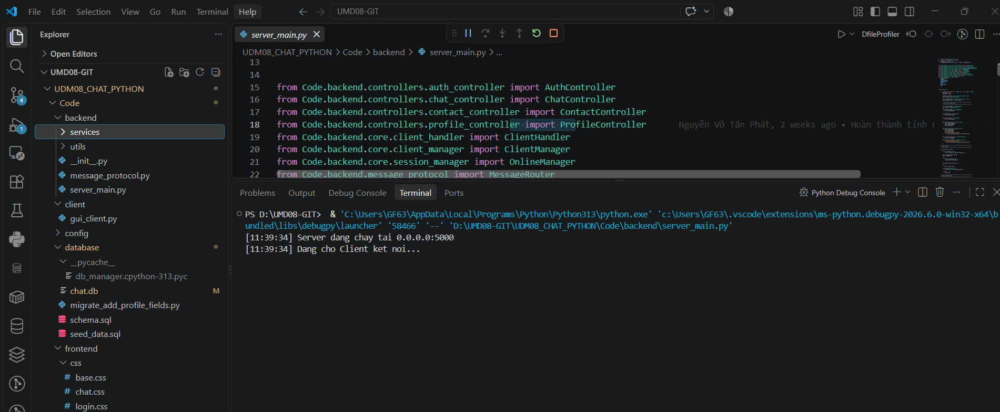 File Edit Selection View Go Run Terminal Help
UMD08-GIT
Explorer
Open Editors
UMD08-GIT
UDM08_CHAT_PYTHON
Code
backend
services
utils
__init__.py
message_protocol.py
server_main.py
client
gui_client.py
config
database
__pycache__
db_manager.cpython-313.pyc
chat.db M
migrate_add_profile_fields.py
schema.sql
seed_data.sql
frontend
css
base.css
chat.css
login.css
4
1
server_main.py
DfileProfiler
UDM08_CHAT_PYTHON > Code > backend > server_main.py > ...
13
14
15 from Code.backend.controllers.auth_controller import AuthController
16 from Code.backend.controllers.chat_controller import ChatController
17 from Code.backend.controllers.contact_controller import ContactController
18 from Code.backend.controllers.profile_controller import ProfileController Nguyễn Võ Tấn Phát, 2 weeks ago • Hoàn thành tính
19 from Code.backend.core.client_handler import ClientHandler
20 from Code.backend.core.client_manager import ClientManager
21 from Code.backend.core.session_manager import OnlineManager
22 from Code.backend.message_protocol import MessageRouter
Problems Output Debug Console Terminal Ports
Python Debug Console
PS D:\UMD08-GIT>  & 'C:\Users\GF63\AppData\Local\Programs\Python\Python313\python.exe' 'c:\Users\GF63\.vscode\extensions\ms-python.debugpy-2026.6.0-win32-x64\b
undled\libs\debugpy\launcher' '58466' '--' 'D:\UMD08-GIT\UDM08_CHAT_PYTHON\Code\backend\server_main.py'
[11:39:34] Server dang chay tai 0.0.0.0:5000
[11:39:34] Dang cho Client ket noi...